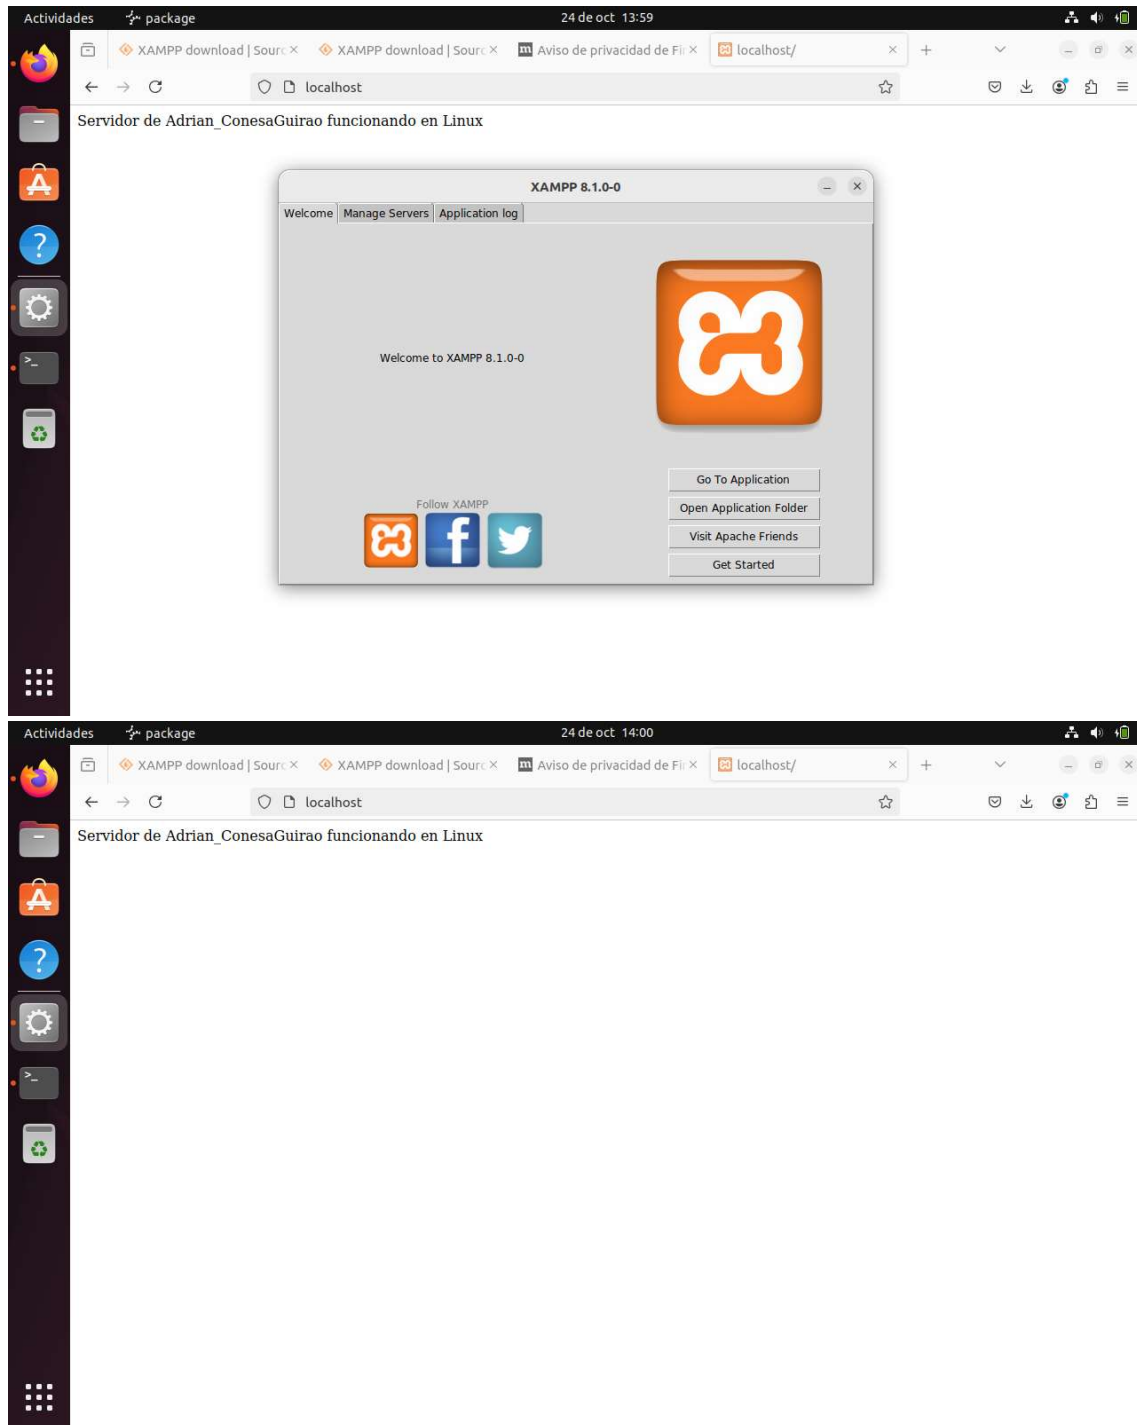 Actividades package 24 de oct 13:59
XAMPP download | Sourc XAMPP download | Sourc m Aviso de privacidad de Fir localhost/
localhost
Servidor de Adrian_ConesaGuirao funcionando en Linux
XAMPP 8.1.0-0
Welcome Manage Servers Application log
Welcome to XAMPP 8.1.0-0
Go To Application
Follow XAMPP
Open Application Folder
Visit Apache Friends
Get Started
Actividades package 24 de oct 14:00
XAMPP download | Sourc XAMPP download | Sourc m Aviso de privacidad de Fir localhost/
localhost
Servidor de Adrian_ConesaGuirao funcionando en Linux